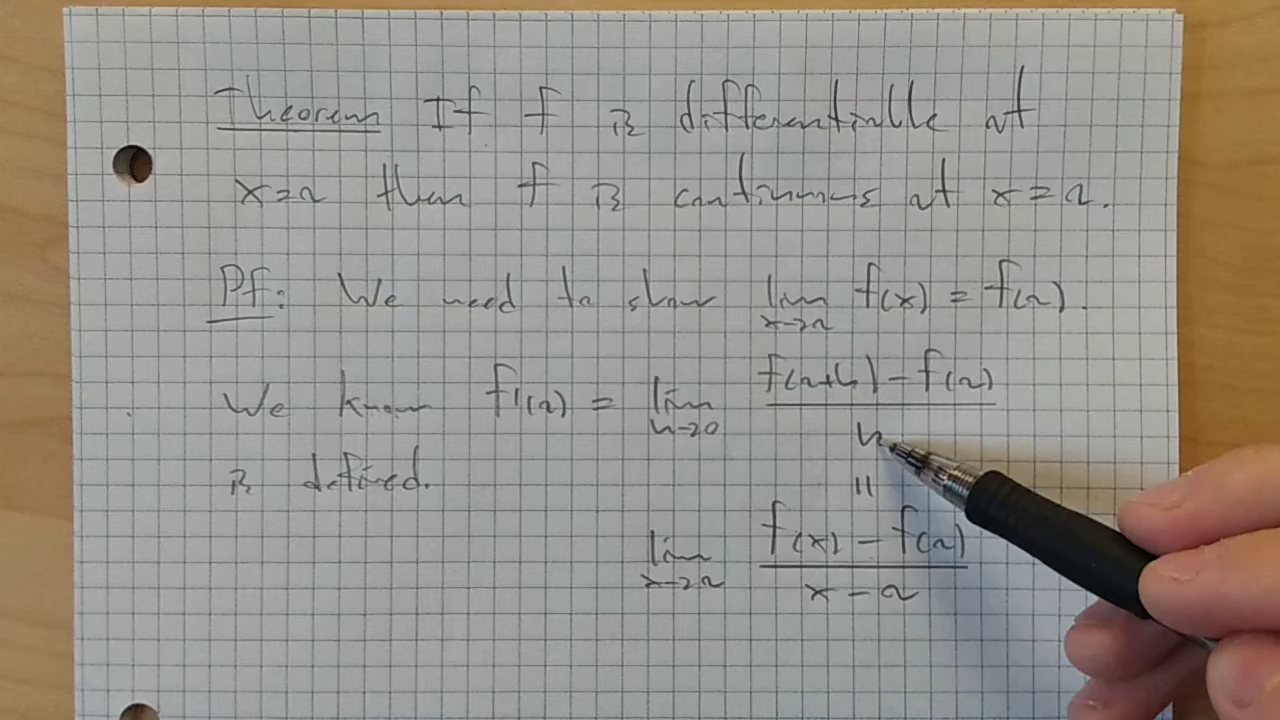 Theorem If f is differentiable at
x=a then f is continuous at x=a.
Pf: We need to show lim x→a f(x) = f(a).
We know f'(a) = lim h→0 (f(a+h) − f(a)) / h
is defined.
=
lim x→a (f(x) − f(a)) / (x − a)